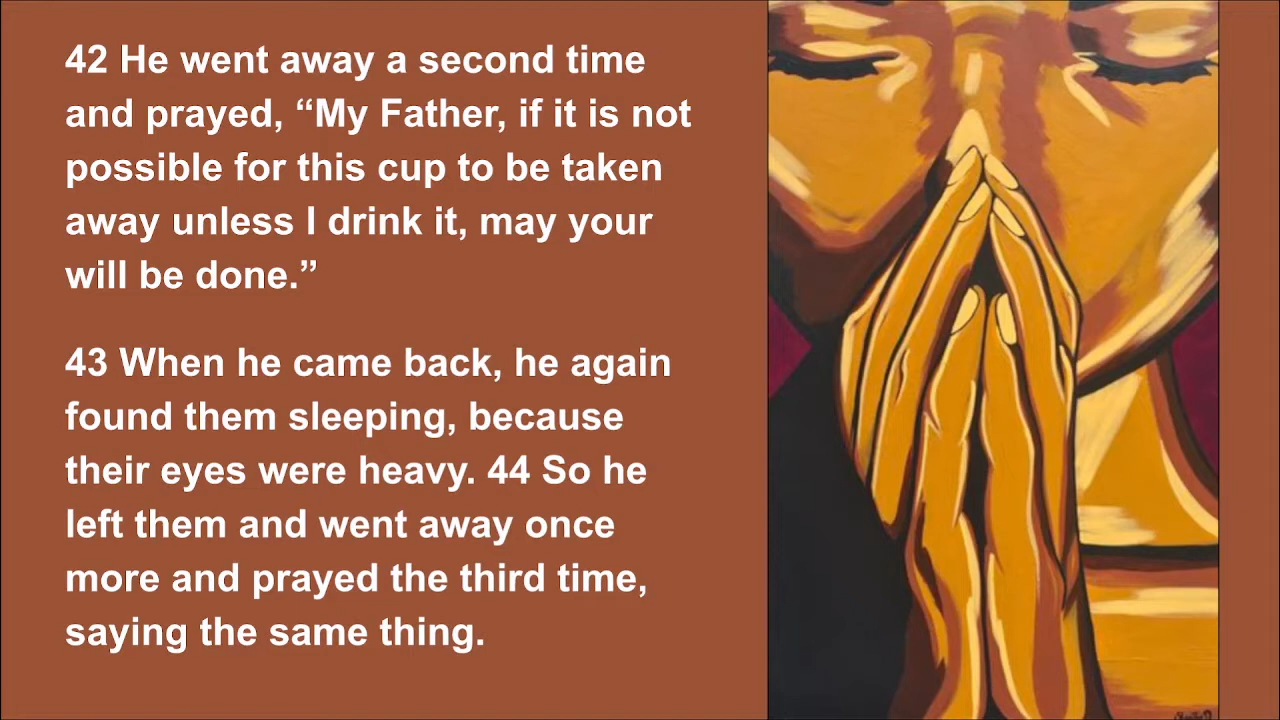 42 He went away a second time
and prayed, “My Father, if it is not
possible for this cup to be taken
away unless I drink it, may your
will be done.”
43 When he came back, he again
found them sleeping, because
their eyes were heavy. 44 So he
left them and went away once
more and prayed the third time,
saying the same thing.